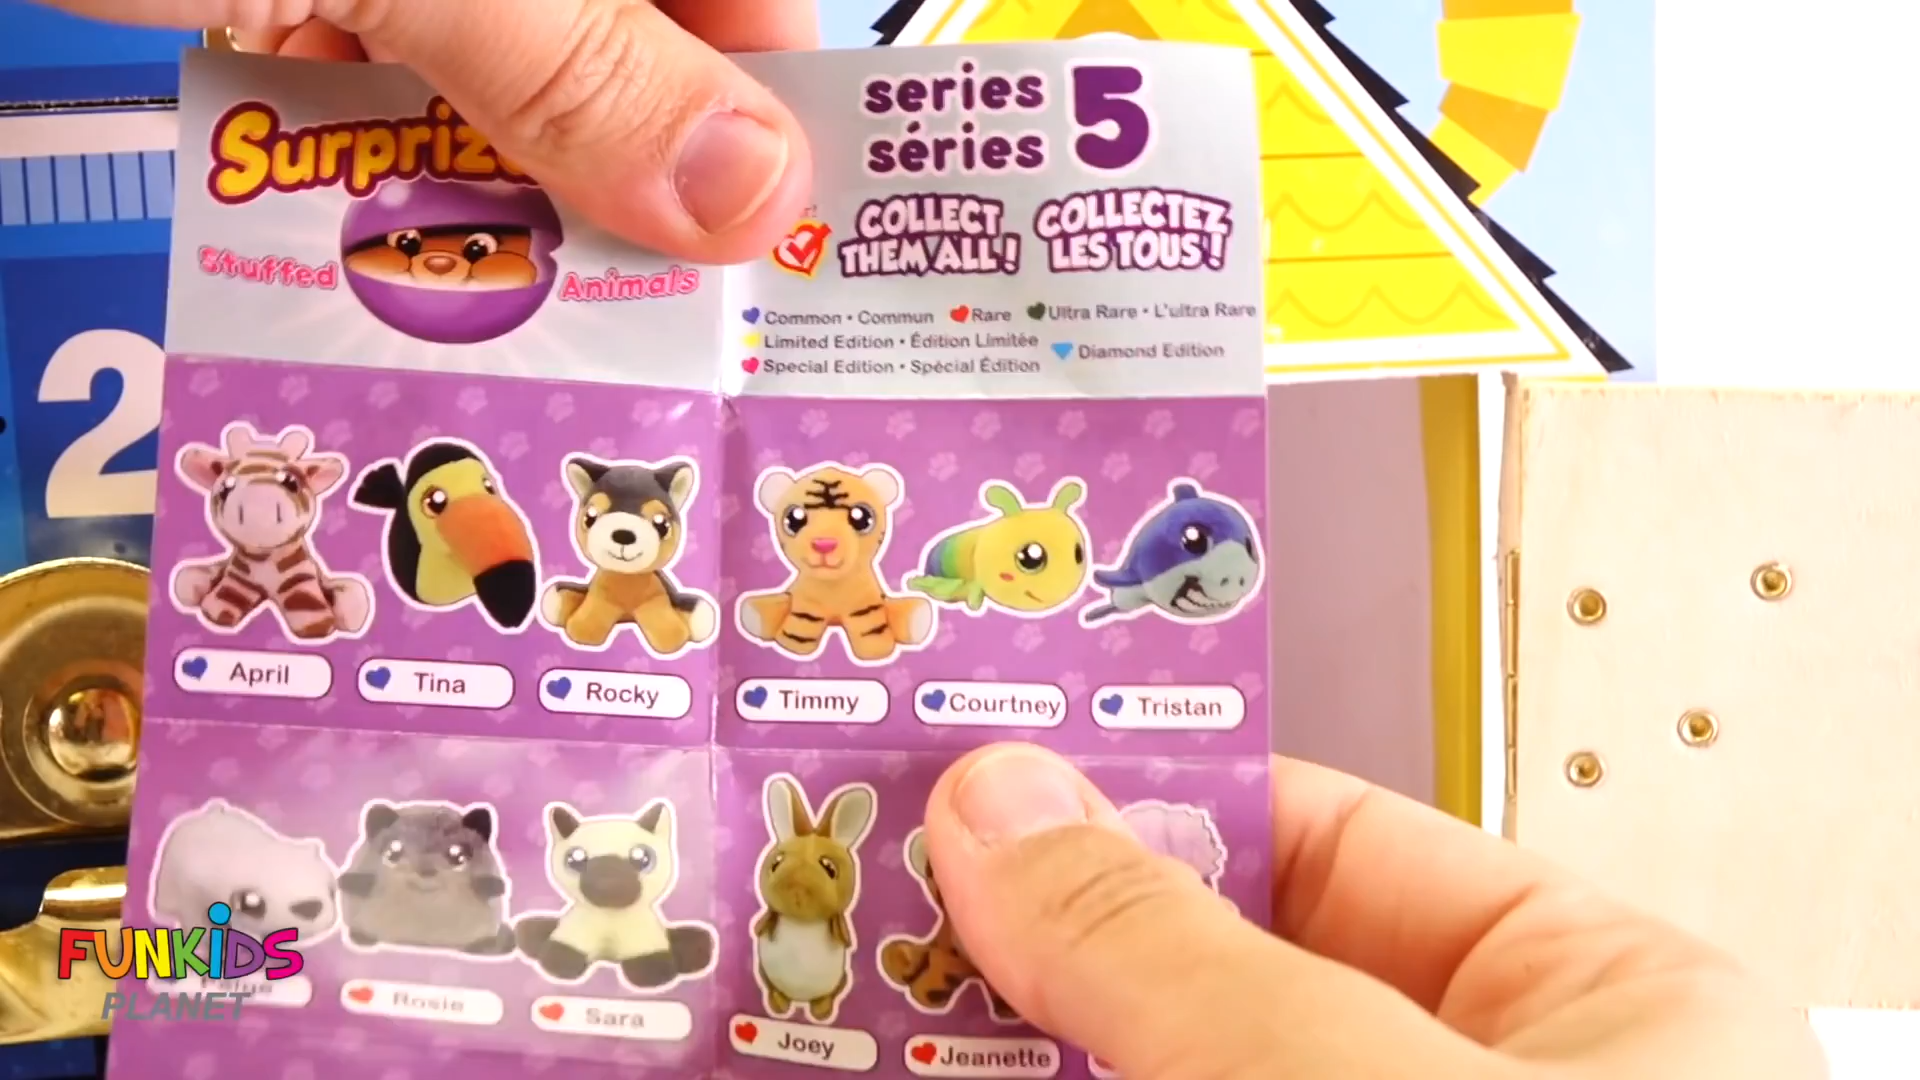 Surpriz
Stuffed
Animals
series
séries
5
COLLECT
THEM ALL!
COLLECTEZ
LES TOUS!
Common • Commun
Rare
Ultra Rare • L'ultra Rare
Limited Edition • Édition Limitée
Diamond Edition
Special Edition • Spécial Édition
2
April
Tina
Rocky
Timmy
Courtney
Tristan
Rosie
Sara
Joey
Jeanette
FUNKiDS
PLANET